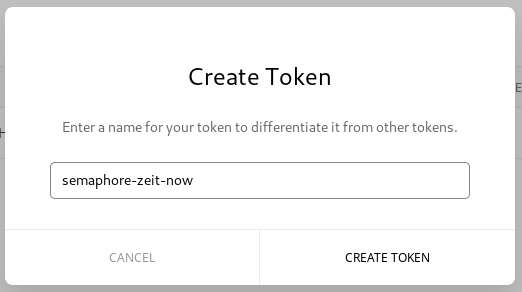 Create Token
Enter a name for your token to differentiate it from other tokens.
semaphore-zeit-now
CANCEL
CREATE TOKEN